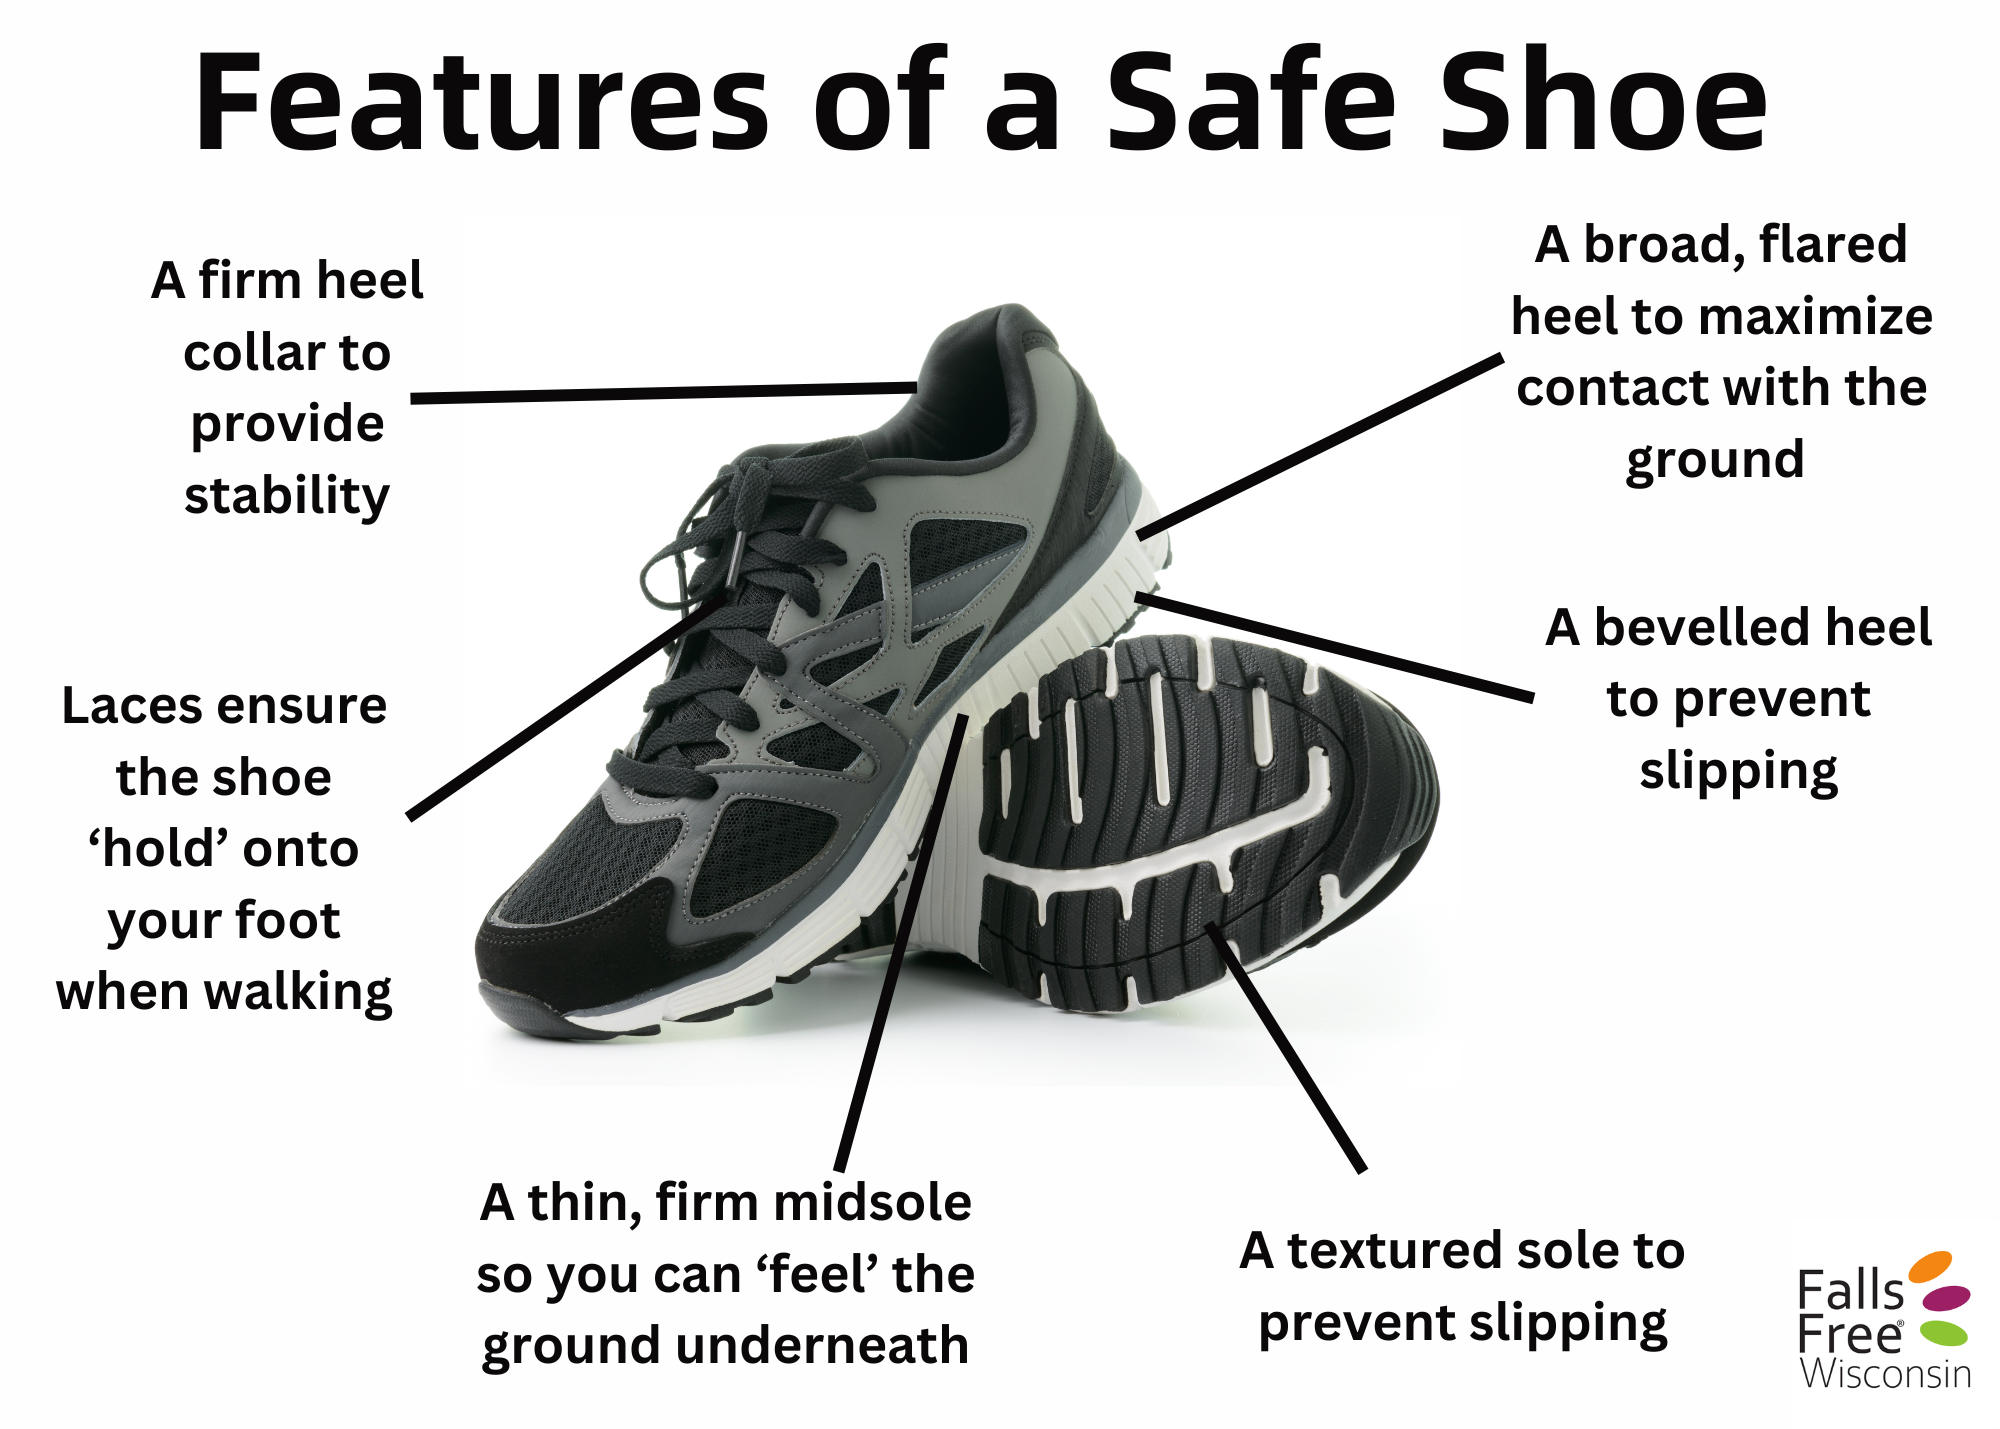 Features of a Safe Shoe
A firm heel
collar to
provide
stability
A broad, flared
heel to maximize
contact with the
ground
A bevelled heel
to prevent
slipping
Laces ensure
the shoe
‘hold’ onto
your foot
when walking
A thin, firm midsole
so you can ‘feel’ the
ground underneath
A textured sole to
prevent slipping
Falls
Free®
Wisconsin